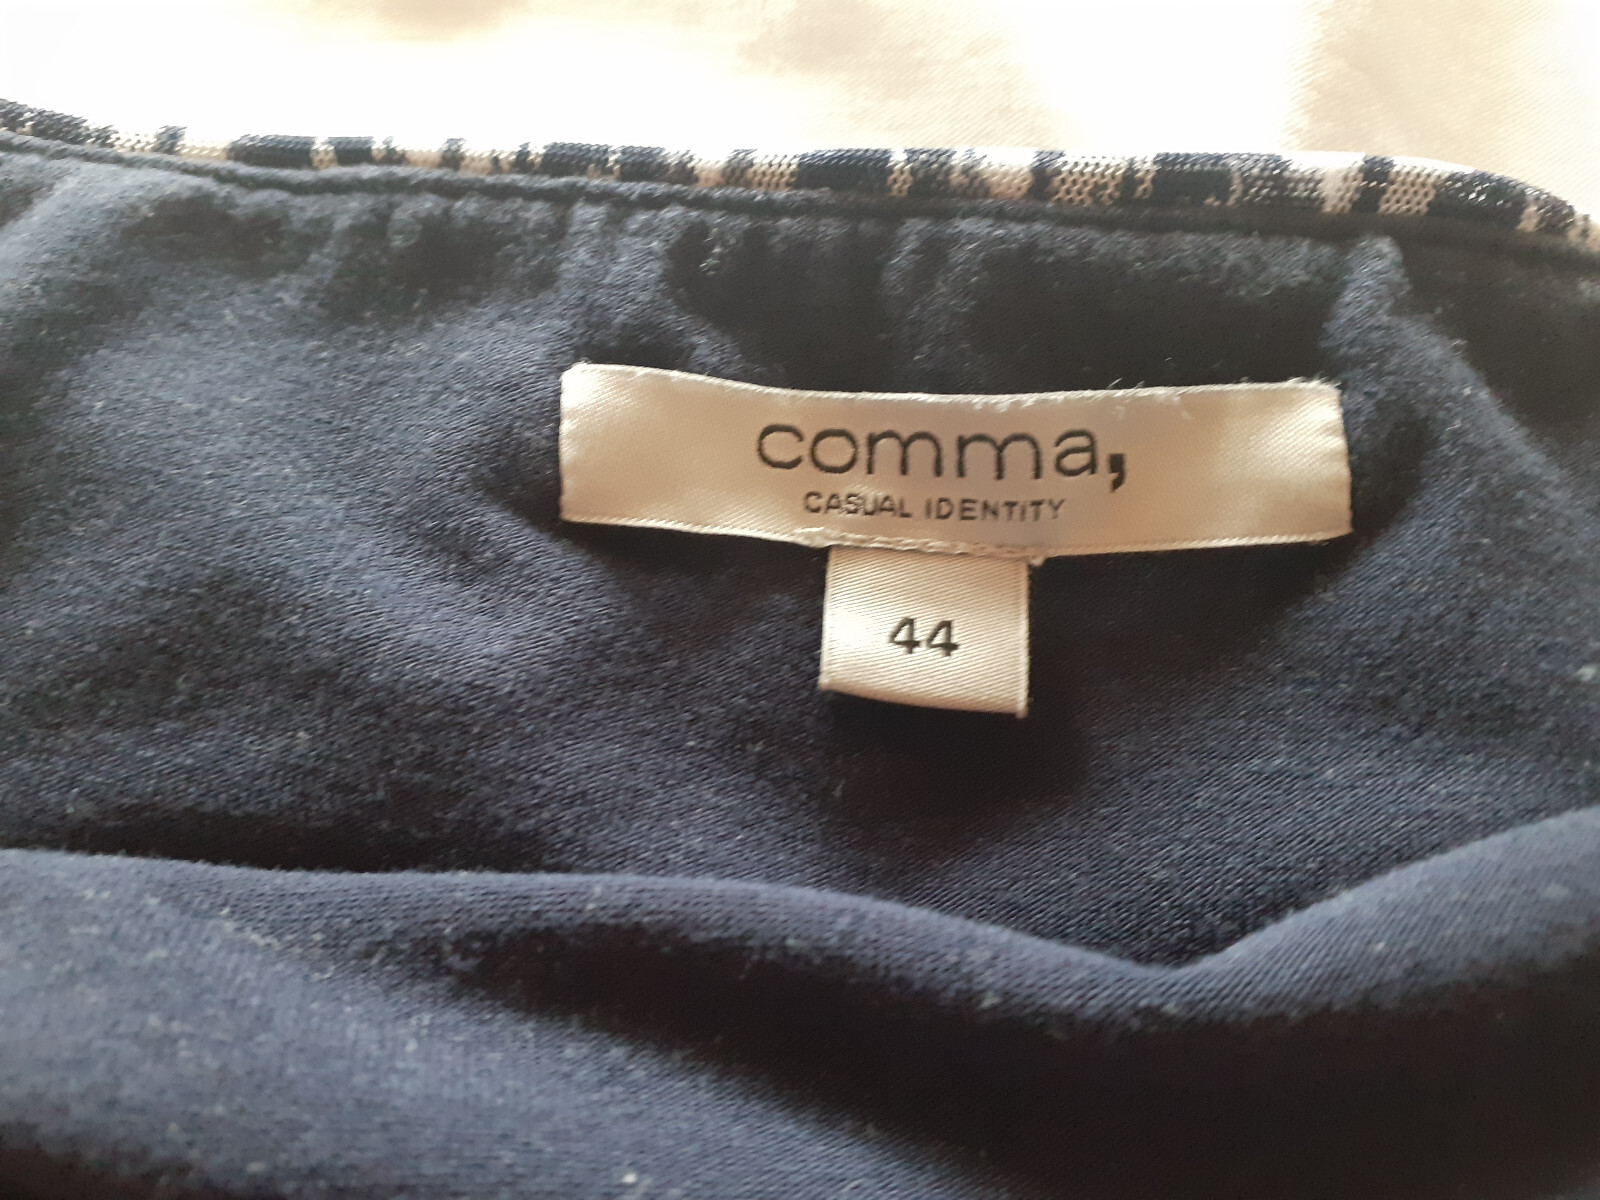 comma,
CASUAL IDENTITY
44